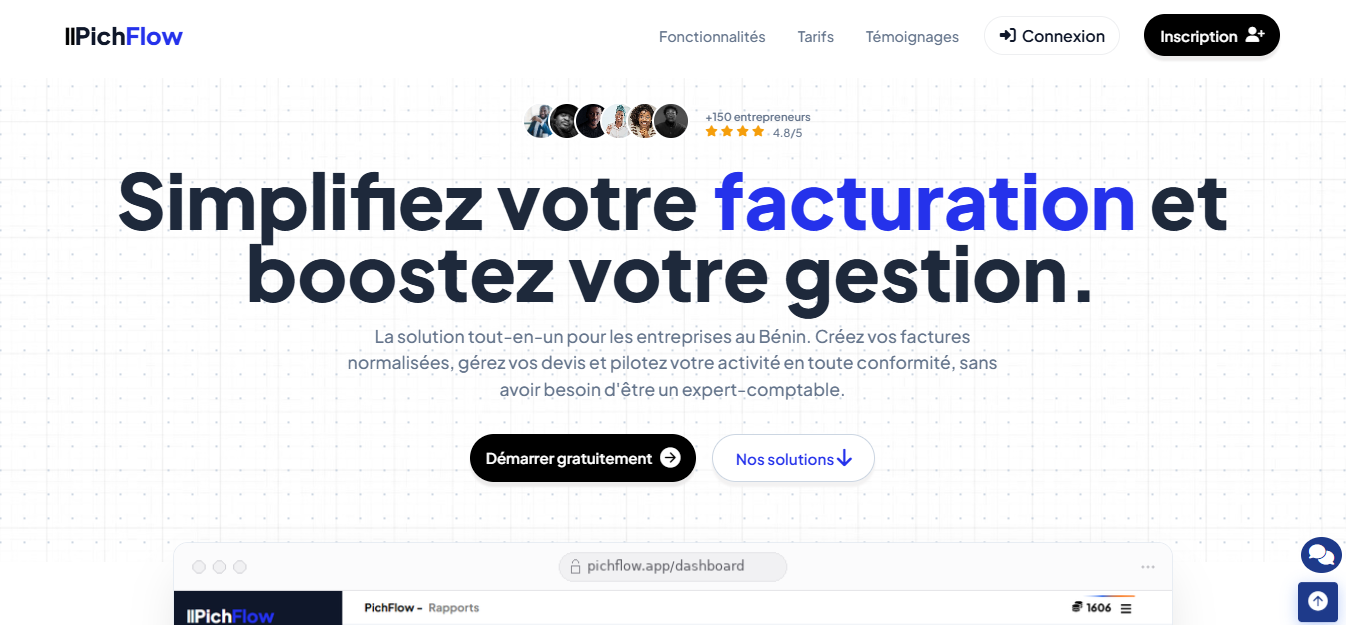 PichFlow
Fonctionnalités
Tarifs
Témoignages
Connexion
Inscription
+150 entrepreneurs
· 4.8/5
Simplifiez votre facturation et
boostez votre gestion.
La solution tout-en-un pour les entreprises au Bénin. Créez vos factures
normalisées, gérez vos devis et pilotez votre activité en toute conformité, sans
avoir besoin d'être un expert-comptable.
Démarrer gratuitement
Nos solutions
pichflow.app/dashboard
PichFlow
PichFlow - Rapports
1606